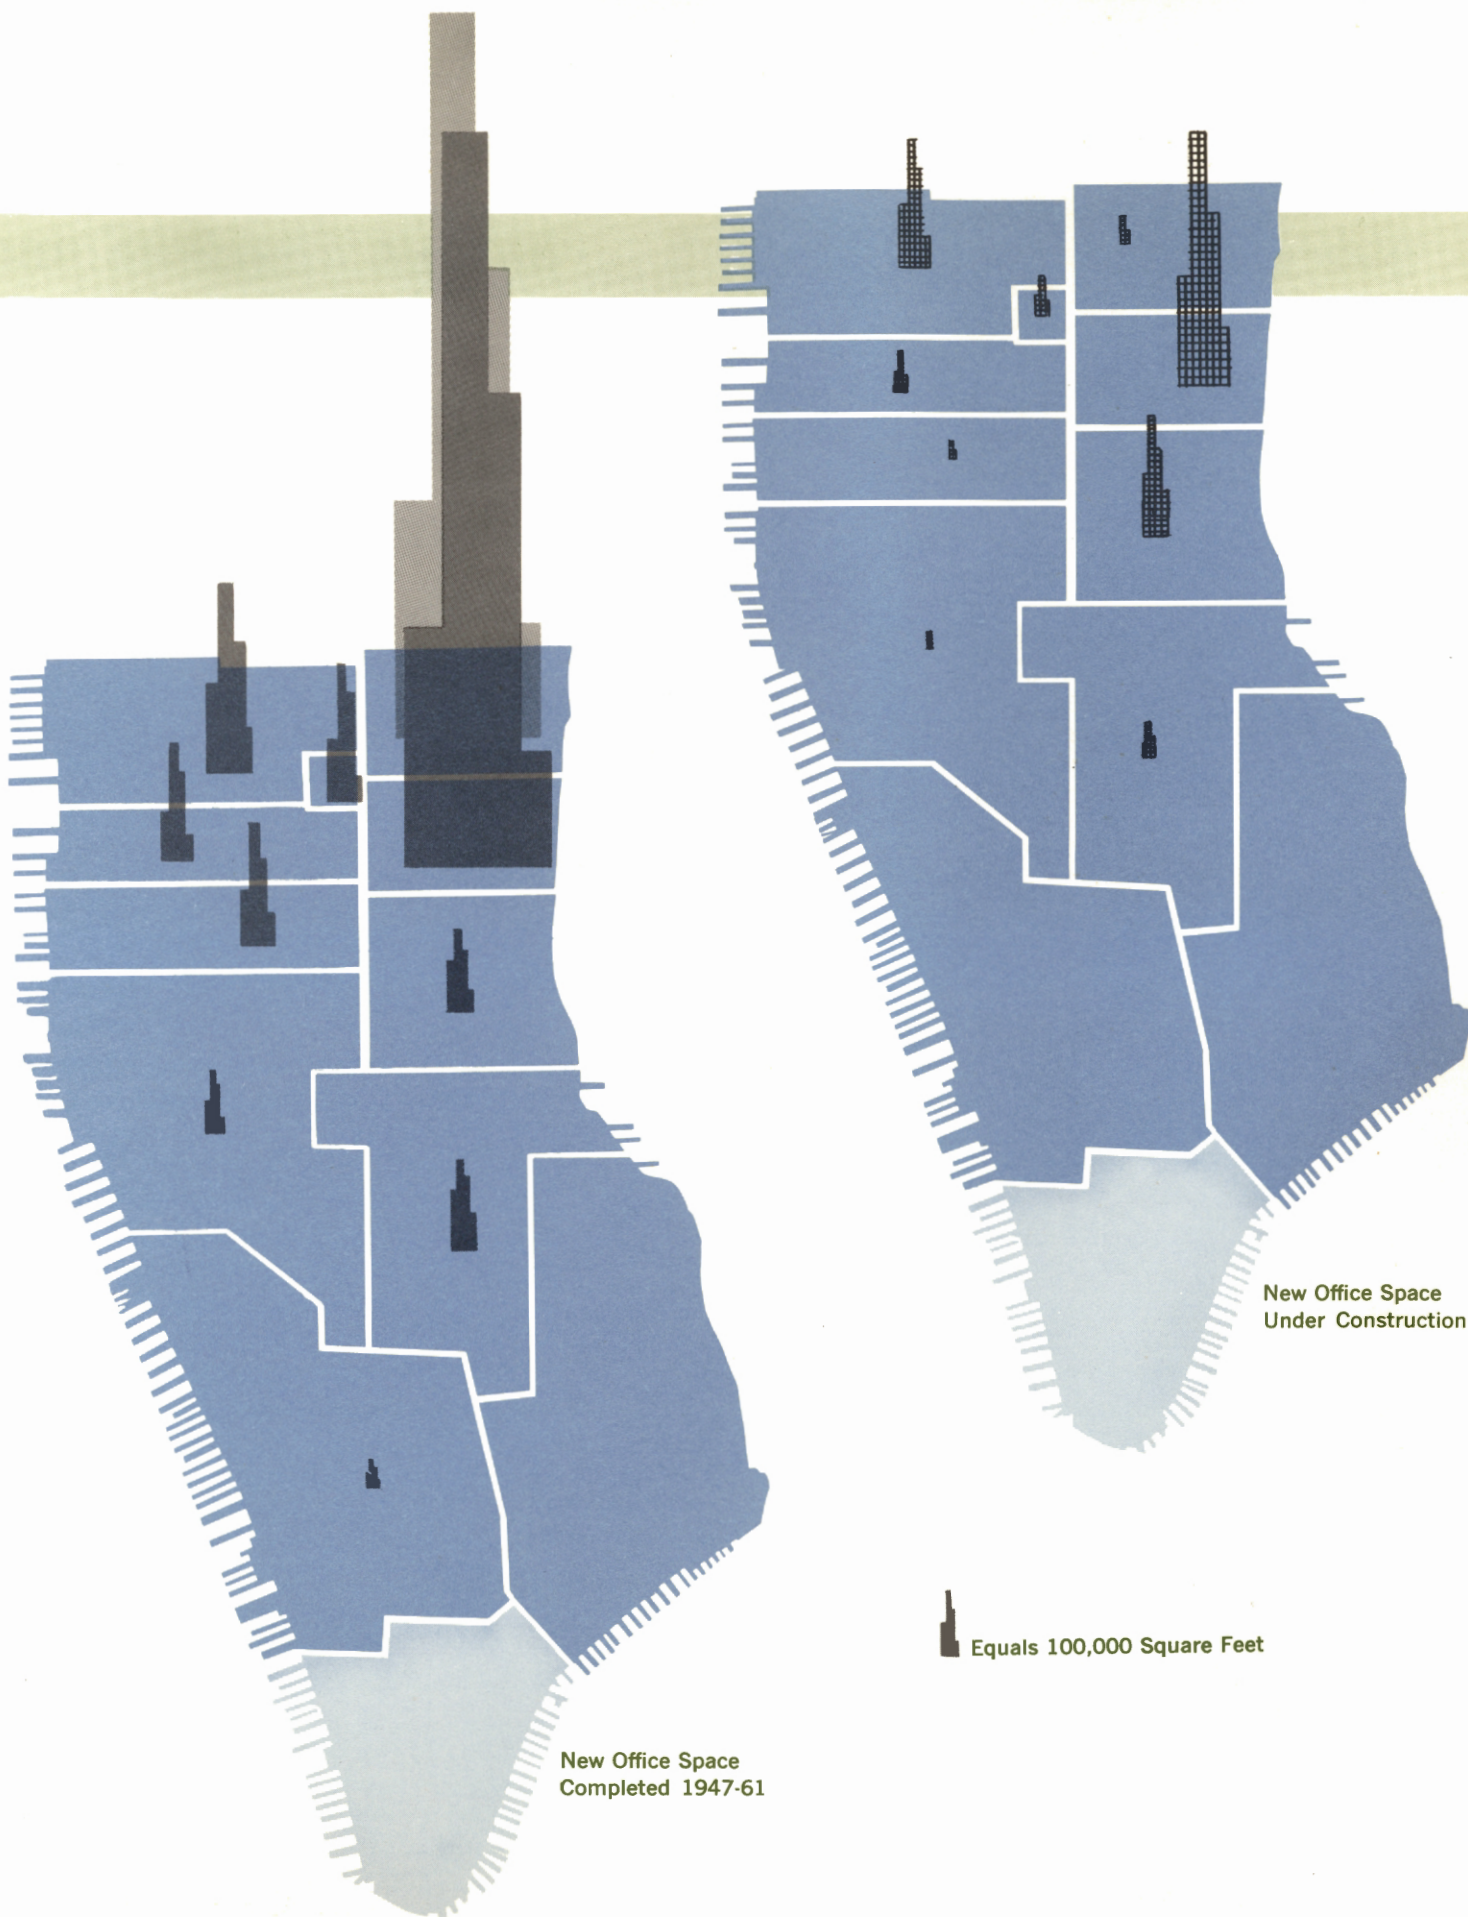 New Office Space
Under Construction
Equals 100,000 Square Feet
New Office Space
Completed 1947-61